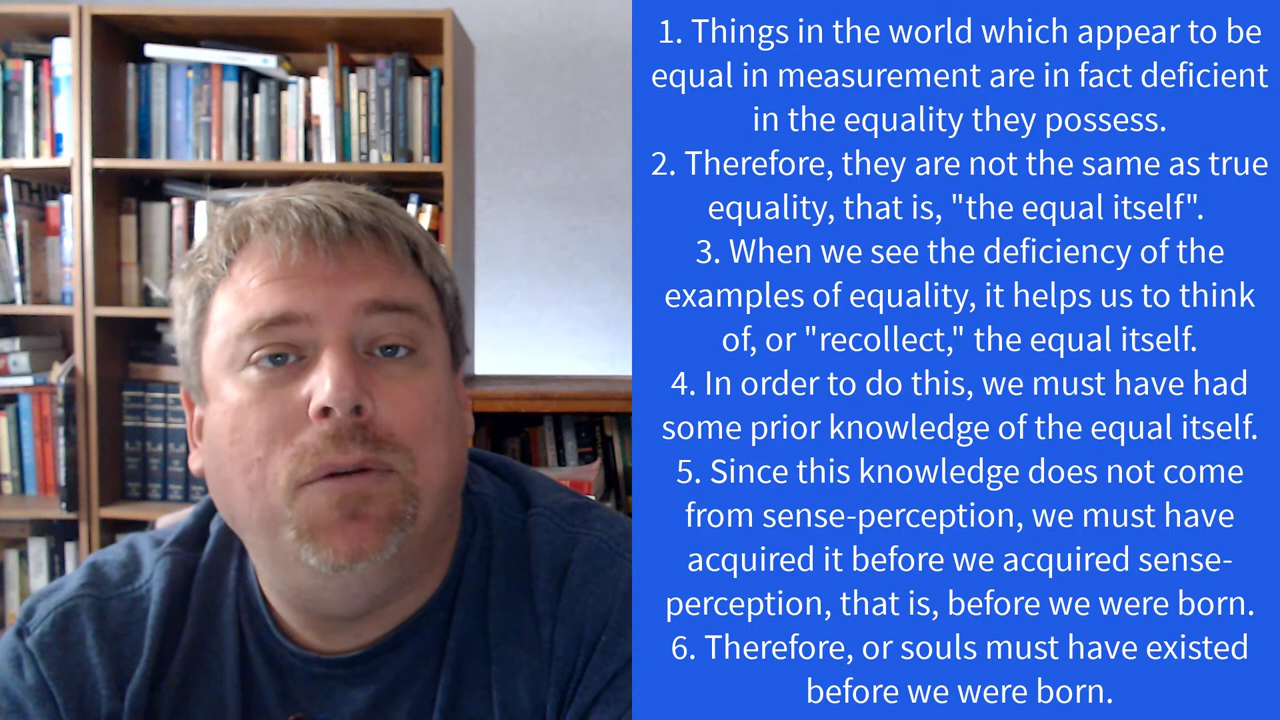 1. Things in the world which appear to be
equal in measurement are in fact deficient
in the equality they possess.
2. Therefore, they are not the same as true
equality, that is, "the equal itself".
3. When we see the deficiency of the
examples of equality, it helps us to think
of, or "recollect," the equal itself.
4. In order to do this, we must have had
some prior knowledge of the equal itself.
5. Since this knowledge does not come
from sense-perception, we must have
acquired it before we acquired sense-
perception, that is, before we were born.
6. Therefore, or souls must have existed
before we were born.